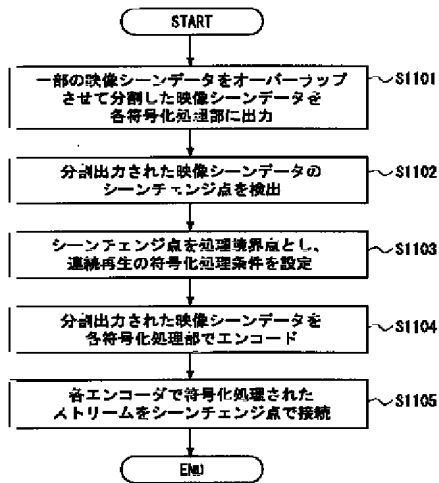 START
一部の映像シーンデータをオーバーラップ
させて分割した映像シーンデータを
各符号化処理部に出力
S1101
分割出力された映像シーンデータの
シーンチェンジ点を検出
S1102
シーンチェンジ点を処理境界点とし、
連続再生の符号化処理条件を設定
S1103
分割出力された映像シーンデータを
各符号化処理部でエンコード
S1104
各エンコーダで符号化処理された
ストリームをシーンチェンジ点で接続
S1105
END